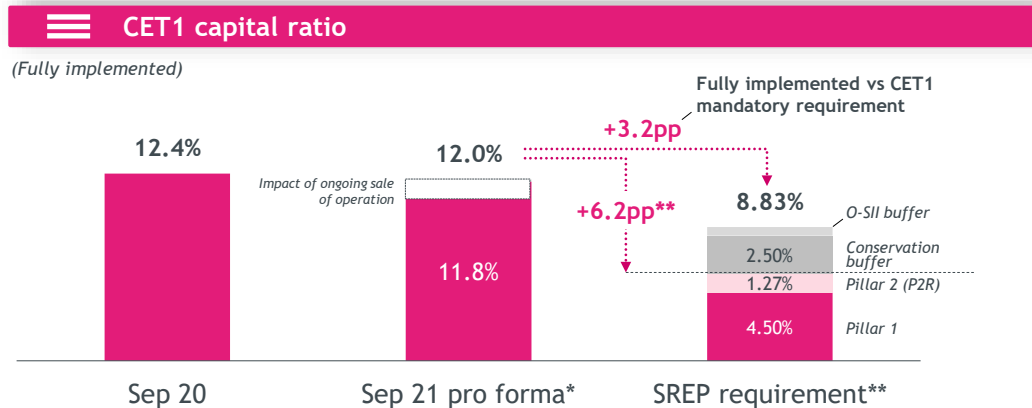 CET1 capital ratio
(Fully implemented)
Fully implemented vs CET1
mandatory requirement
+3.2pp
12.4%
12.0%
Impact of ongoing sale
of operation
+6.2pp**
8.83%
O-SII buffer
11.8%
2.50%
Conservation
buffer
1.27%
Pillar 2 (P2R)
4.50%
Pillar 1
Sep 20
Sep 21 pro forma*
SREP requirement**